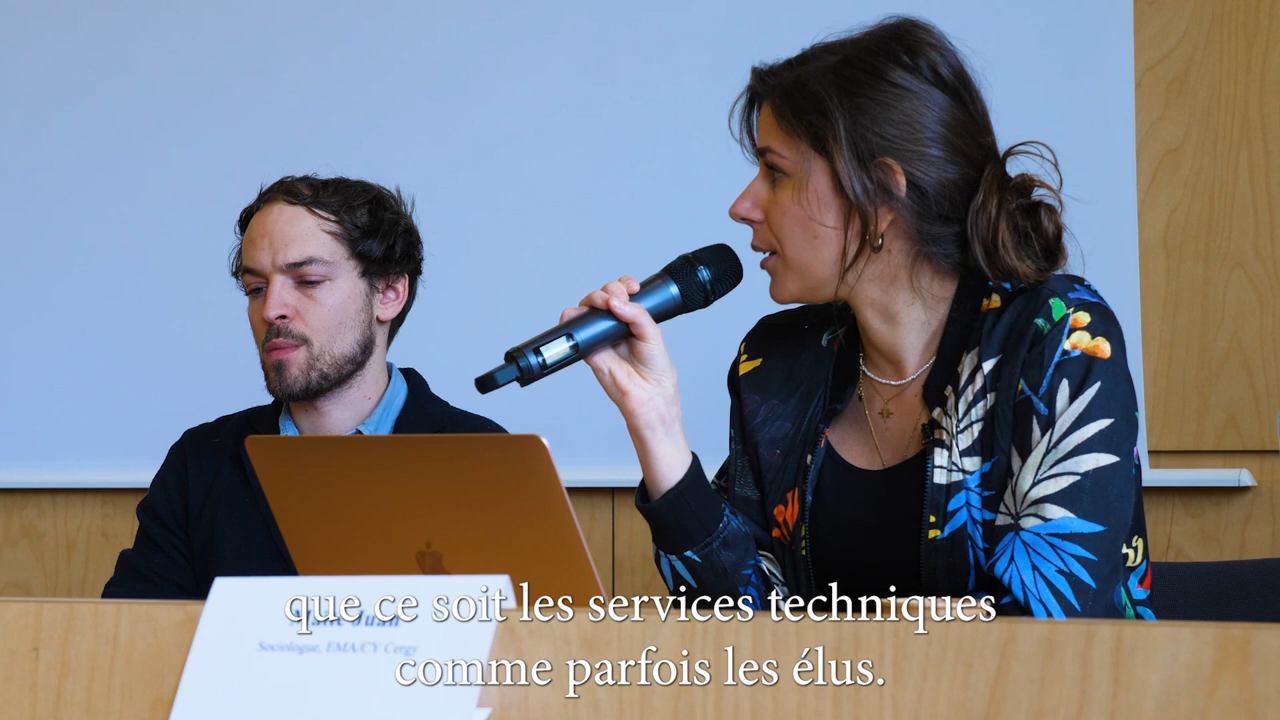 que ce soit les services techniques
Sociologue, EMA/CY Cergy
comme parfois les élus.